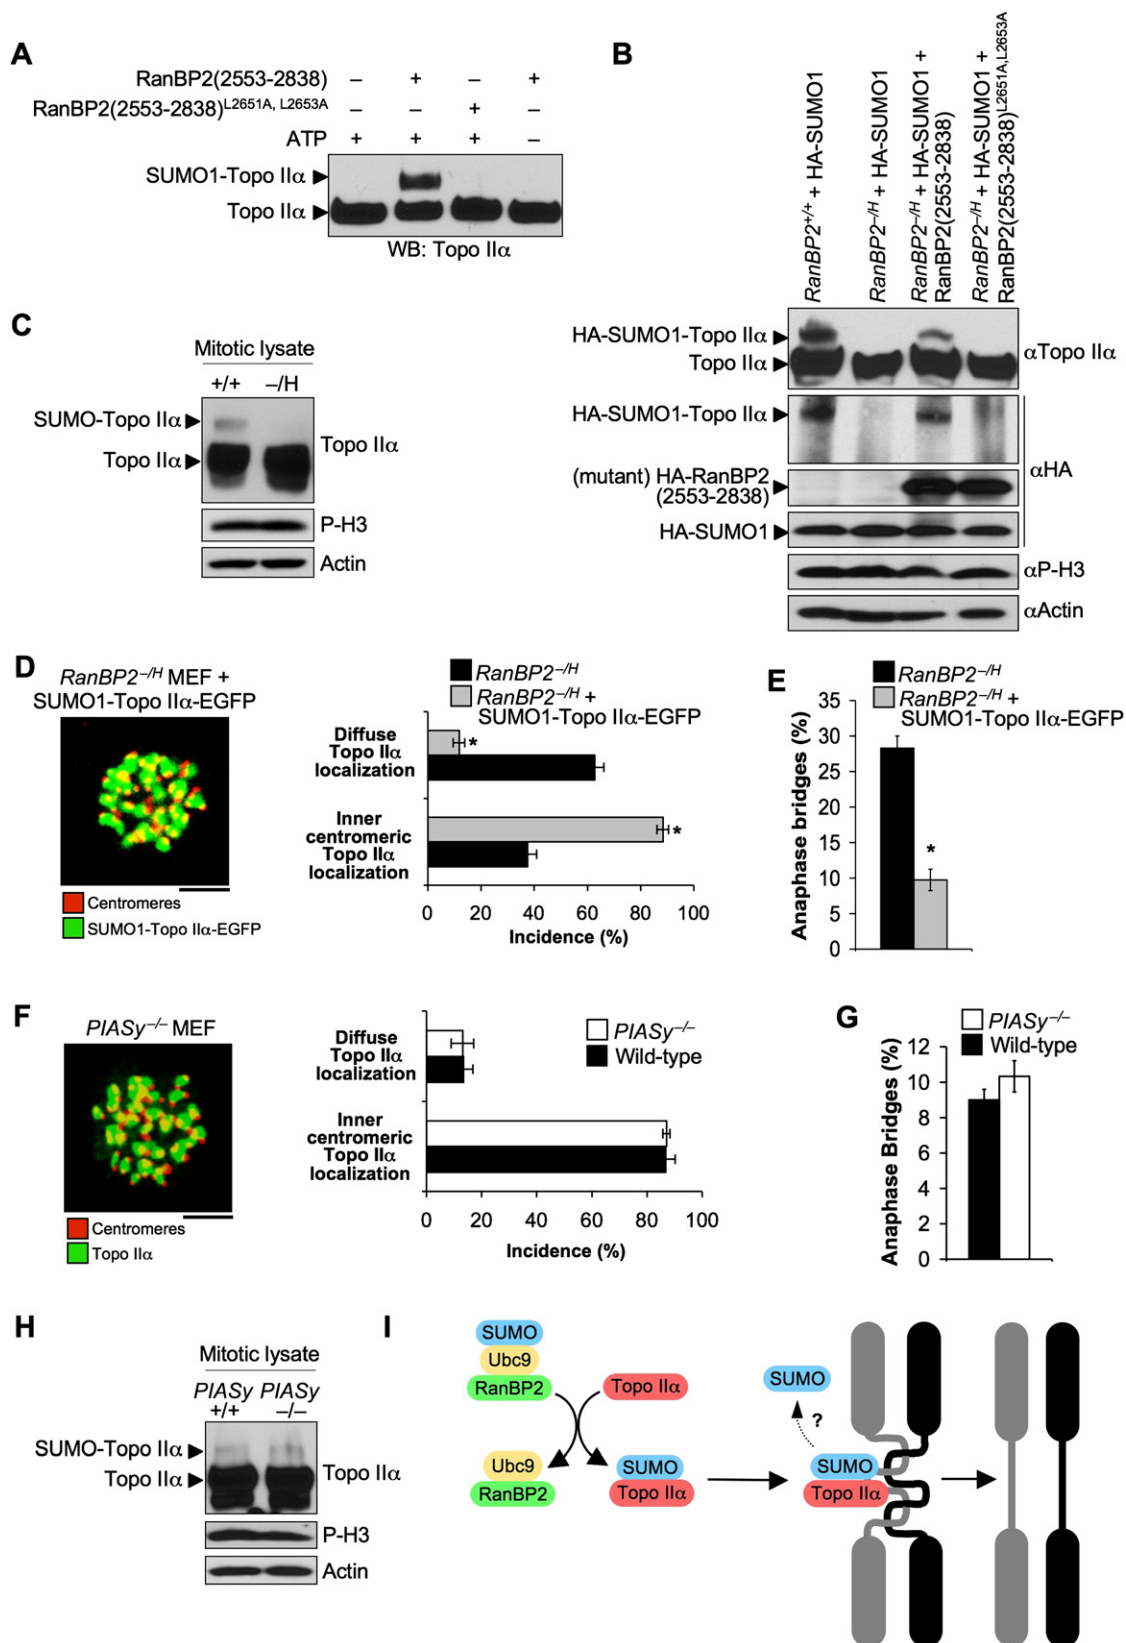 A
RanBP2(2553-2838) – + – +
RanBP2(2553-2838)L2651A, L2653A – – + –
ATP + + + –
SUMO1-Topo IIα
Topo IIα
WB: Topo IIα
B
RanBP2+/+ + HA-SUMO1
RanBP2–/H + HA-SUMO1
RanBP2–/H + HA-SUMO1 +
RanBP2(2553-2838)
RanBP2–/H + HA-SUMO1 +
RanBP2(2553-2838)L2651A,L2653A
HA-SUMO1-Topo IIα
Topo IIα
αTopo IIα
HA-SUMO1-Topo IIα
(mutant) HA-RanBP2
(2553-2838)
αHA
HA-SUMO1
αP-H3
αActin
C
Mitotic lysate
+/+ –/H
SUMO-Topo IIα
Topo IIα
Topo IIα
P-H3
Actin
D
RanBP2–/H MEF +
SUMO1-Topo IIα-EGFP
Centromeres
SUMO1-Topo IIα-EGFP
RanBP2–/H
RanBP2–/H +
SUMO1-Topo IIα-EGFP
Diffuse
Topo IIα
localization
*
Inner
centromeric
Topo IIα
localization
*
0 20 40 60 80 100
Incidence (%)
E
RanBP2–/H
RanBP2–/H +
SUMO1-Topo IIα-EGFP
Anaphase bridges (%)
35
30
25
20
15
10
5
0
*
F
PIASy–/– MEF
Centromeres
Topo IIα
PIASy–/–
Wild-type
Diffuse
Topo IIα
localization
Inner
centromeric
Topo IIα
localization
0 20 40 60 80 100
Incidence (%)
G
PIASy–/–
Wild-type
Anaphase Bridges (%)
12
10
8
6
4
2
0
H
Mitotic lysate
PIASy PIASy
+/+ –/–
SUMO-Topo IIα
Topo IIα
Topo IIα
P-H3
Actin
I
SUMO
Ubc9
RanBP2
Topo IIα
Ubc9
RanBP2
SUMO
Topo IIα
SUMO
?
SUMO
Topo IIα